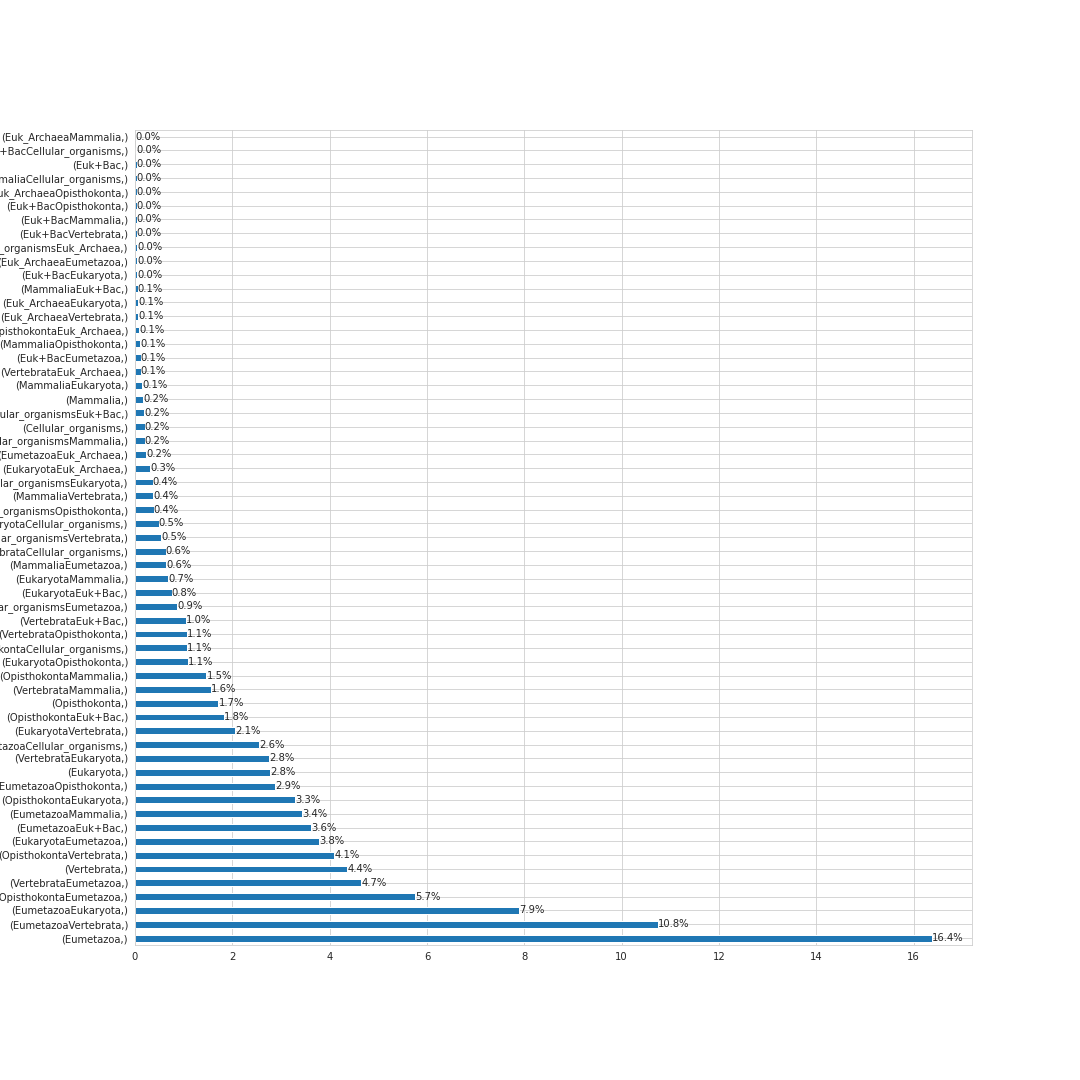 (Euk_ArchaeaMammalia,) 0.0%
+BacCellular_organisms,) 0.0%
(Euk+Bac,) 0.0%
maliaCellular_organisms,) 0.0%
uk_ArchaeaOpisthokonta,) 0.0%
(Euk+BacOpisthokonta,) 0.0%
(Euk+BacMammalia,) 0.0%
(Euk+BacVertebrata,) 0.0%
_organismsEuk_Archaea,) 0.0%
(Euk_ArchaeaEumetazoa,) 0.0%
(Euk+BacEukaryota,) 0.0%
(MammaliaEuk+Bac,) 0.1%
(Euk_ArchaeaEukaryota,) 0.1%
(Euk_ArchaeaVertebrata,) 0.1%
pisthokontaEuk_Archaea,) 0.1%
(MammaliaOpisthokonta,) 0.1%
(Euk+BacEumetazoa,) 0.1%
(VertebrataEuk_Archaea,) 0.1%
(MammaliaEukaryota,) 0.1%
(Mammalia,) 0.2%
ular_organismsEuk+Bac,) 0.2%
(Cellular_organisms,) 0.2%
lar_organismsMammalia,) 0.2%
(EumetazoaEuk_Archaea,) 0.2%
(EukaryotaEuk_Archaea,) 0.3%
lar_organismsEukaryota,) 0.4%
(MammaliaVertebrata,) 0.4%
_organismsOpisthokonta,) 0.4%
ryotaCellular_organisms,) 0.5%
ar_organismsVertebrata,) 0.5%
brataCellular_organisms,) 0.6%
(MammaliaEumetazoa,) 0.6%
(EukaryotaMammalia,) 0.7%
(EukaryotaEuk+Bac,) 0.8%
ar_organismsEumetazoa,) 0.9%
(VertebrataEuk+Bac,) 1.0%
(VertebrataOpisthokonta,) 1.1%
kontaCellular_organisms,) 1.1%
(EukaryotaOpisthokonta,) 1.1%
(OpisthokontaMammalia,) 1.5%
(VertebrataMammalia,) 1.6%
(Opisthokonta,) 1.7%
(OpisthokontaEuk+Bac,) 1.8%
(EukaryotaVertebrata,) 2.1%
tazoaCellular_organisms,) 2.6%
(VertebrataEukaryota,) 2.8%
(Eukaryota,) 2.8%
EumetazoaOpisthokonta,) 2.9%
(OpisthokontaEukaryota,) 3.3%
(EumetazoaMammalia,) 3.4%
(EumetazoaEuk+Bac,) 3.6%
(EukaryotaEumetazoa,) 3.8%
(OpisthokontaVertebrata,) 4.1%
(Vertebrata,) 4.4%
(VertebrataEumetazoa,) 4.7%
OpisthokontaEumetazoa,) 5.7%
(EumetazoaEukaryota,) 7.9%
(EumetazoaVertebrata,) 10.8%
(Eumetazoa,) 16.4%
0 2 4 6 8 10 12 14 16